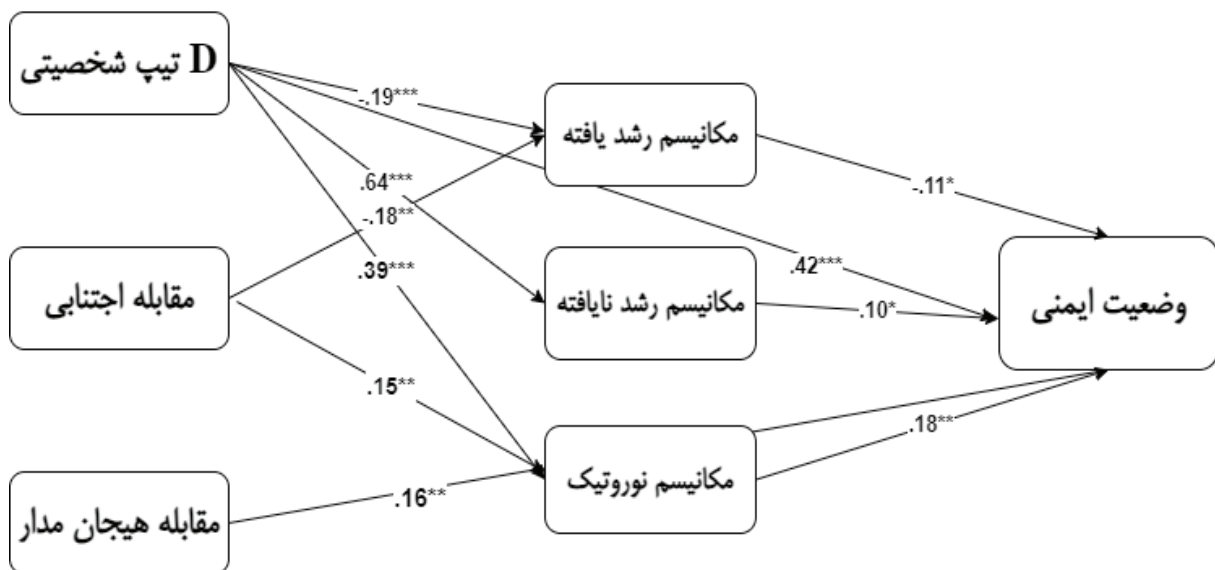 تیپ شخصیتی D
-.19***
مکانیسم رشد یافته
.64***
-.11*
-.18**
.39***
مقابله اجتنابی
.42***
مکانیسم رشد نایافته
.10*
وضعیت ایمنی
.15**
.18**
مکانیسم نوروتیک
.16**
مقابله هیجان مدار